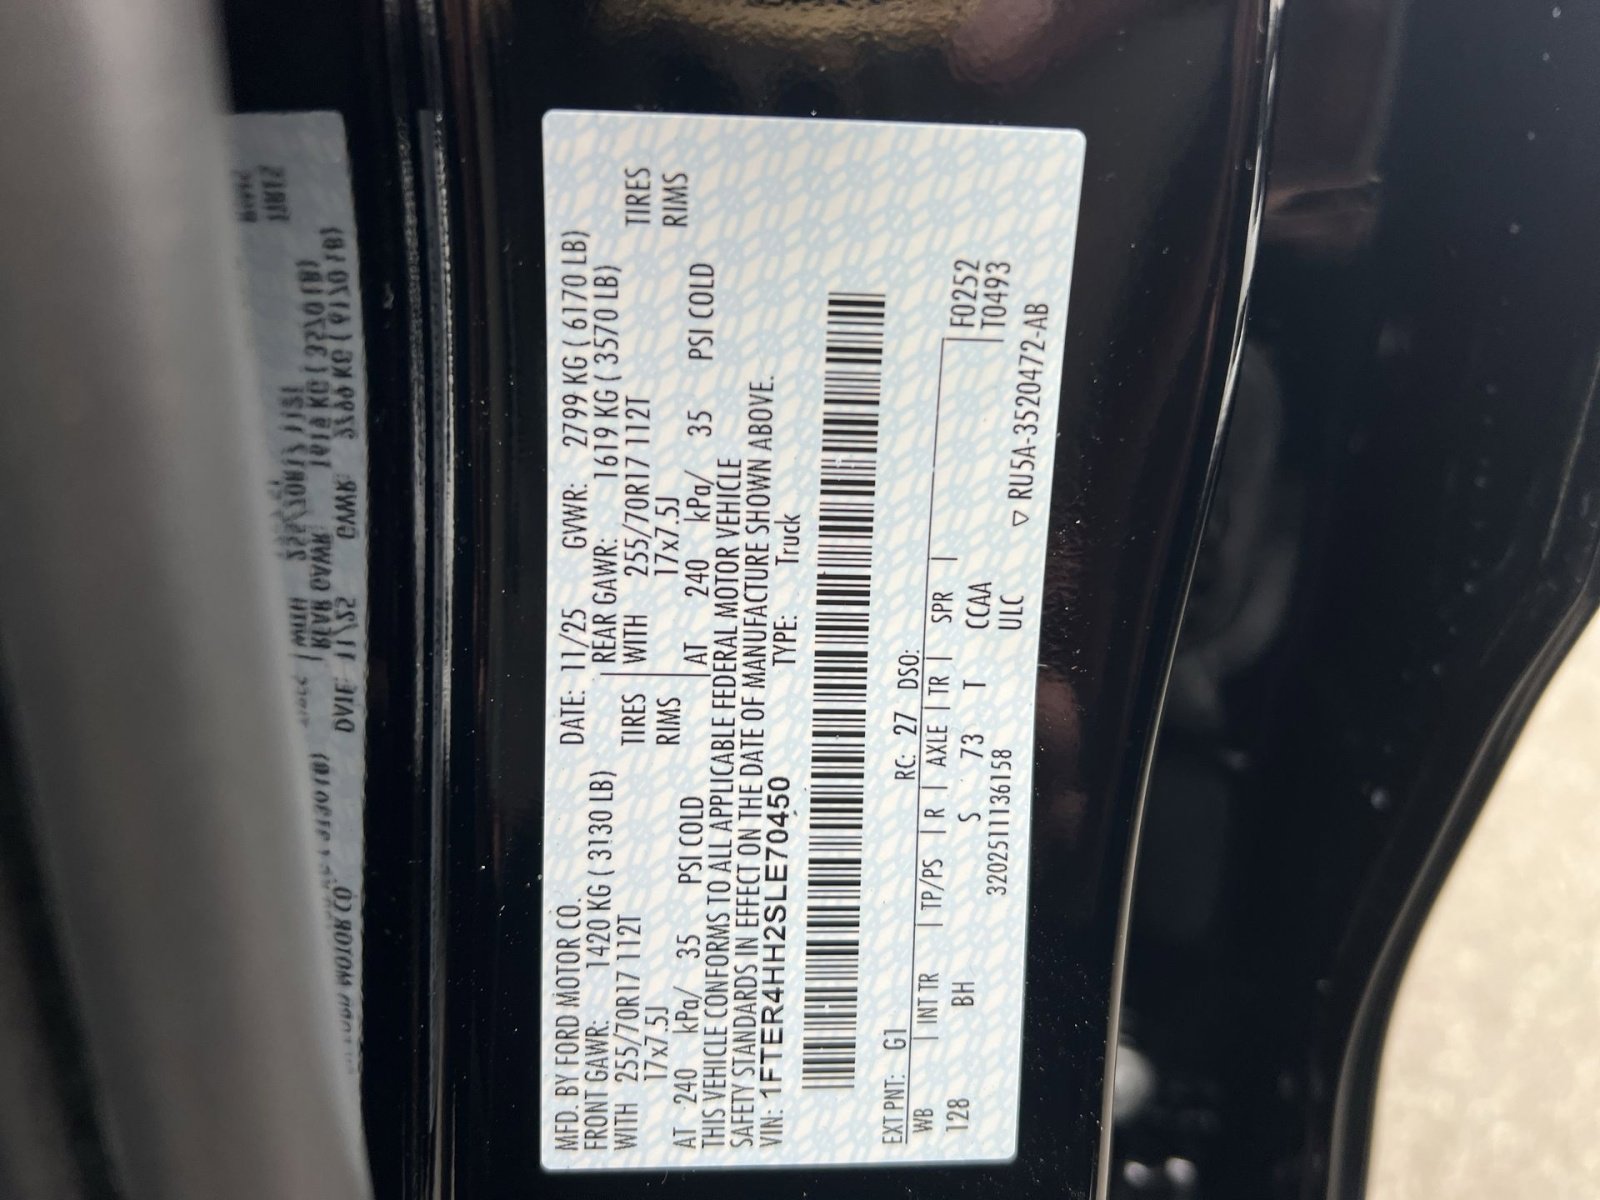 MFD. BY FORD MOTOR CO. DATE: 11/25 GVWR: 2799 KG ( 6170 LB)
FRONT GAWR: 1420 KG ( 3130 LB) REAR GAWR: 1619 KG ( 3570 LB)
WITH 255/70R17 112T TIRES WITH 255/70R17 112T TIRES
17x7.5J RIMS 17x7.5J RIMS
AT 240 kPa/ 35 PSI COLD AT 240 kPa/ 35 PSI COLD
THIS VEHICLE CONFORMS TO ALL APPLICABLE FEDERAL MOTOR VEHICLE
SAFETY STANDARDS IN EFFECT ON THE DATE OF MANUFACTURE SHOWN ABOVE.
VIN: 1FTER4HH2SLE70450 TYPE: Truck
EXT PNT: G1 RC: 27 DSO:
WB INT TR TP/PS R AXLE TR SPR F0252
128 BH S 73 T CCAA T0493
3202511136158 ULC
▽ RU5A-3520472-AB